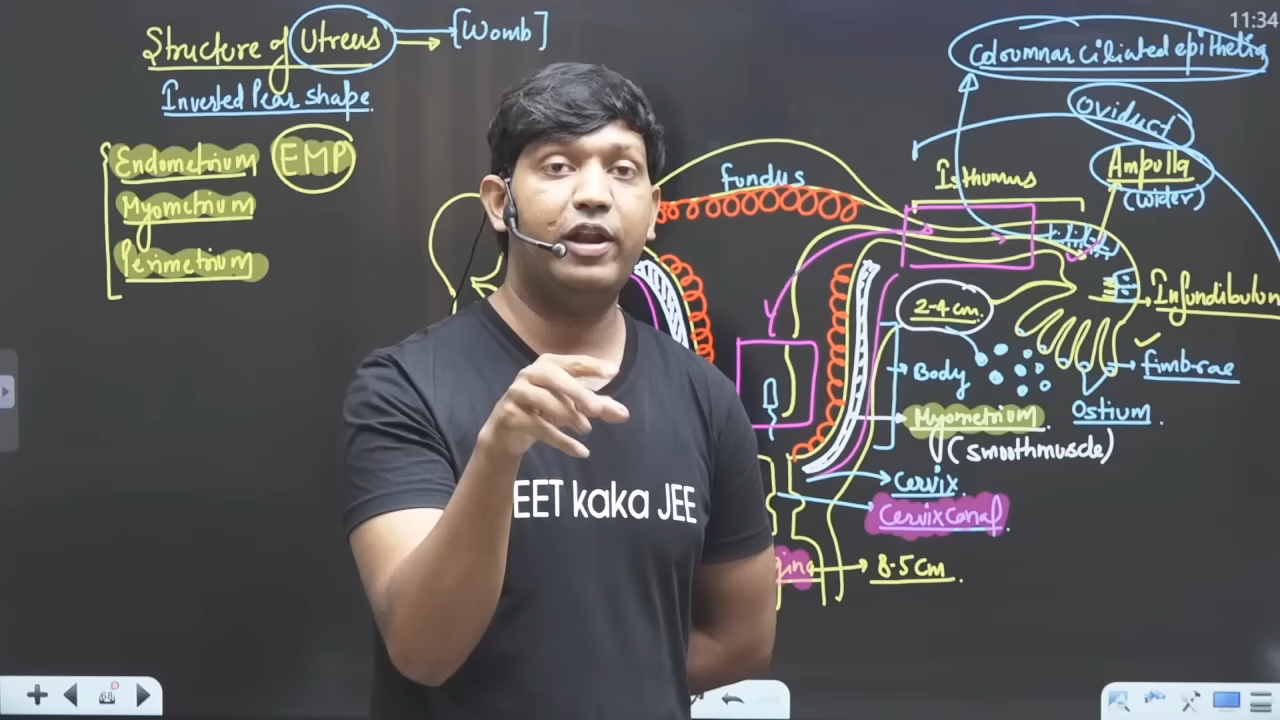 11:34
Structure of Utreus
[Womb]
Inverted Pear shape
Endometrium
EMP
Myometrium
Perimetrium
Coloumnar ciliated epithelia
oviduct
fundus
Isthumus
Ampulla
(wider)
2-4 cm.
Infundibulum
fimbrae
Body
Ostium
Myometrium
(smoothmuscle)
Cervix
Cervix Canal
8.5 Cm
EET kaka JEE